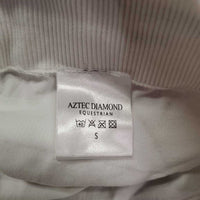 AZTEC DIAMOND
EQUESTRIAN
S